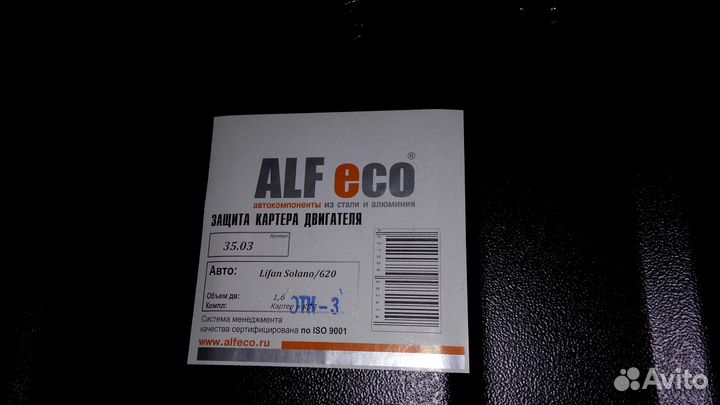 ALF eco ®
автокомпоненты из стали и алюминия
ЗАЩИТА КАРТЕРА ДВИГАТЕЛЯ
Артикул
35.03
Авто: Lifan Solano/620
Объем дв: 1,6
Компл: Картер
Система менеджмента
качества сертифицирована по ISO 9001
www.alfeco.ru
Avito